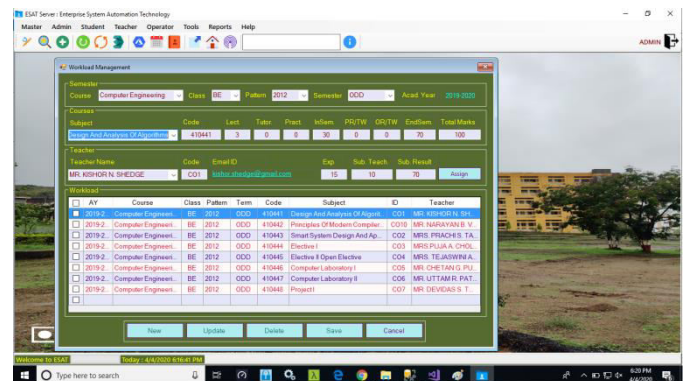 ESAT Server : Enterprise System Automation Technology
Master Admin Student Teacher Operator Tools Reports Help
ADMIN
Workload Management
Semester
Course Computer Engineering Class BE Pattern 2012 Semester ODD Acad. Year 2019-2020
Courses
Subject Code Lect. Tutor. Pract. InSem. PR/TW OR/TW EndSem. Total Marks
Design And Analysis Of Algorithms 410441 3 0 0 30 0 0 70 100
Teacher
Teacher Name Code Email ID Exp Sub. Teach. Sub. Result
MR. KISHOR N. SHEDGE CO1 kishor.shedge@gmail.com 15 10 70 Assign
Workload
AY Course Class Pattern Term Code Subject ID Teacher
2019-2... Computer Engineeri... BE 2012 ODD 410441 Design And Analysis Of Algorit... CO1 MR. KISHOR N. SH...
2019-2... Computer Engineeri... BE 2012 ODD 410442 Principles Of Modern Compiler... CO10 MR. NARAYAN B. V...
2019-2... Computer Engineeri... BE 2012 ODD 410443 Smart System Design And Ap... CO2 MRS. PRACHI S. TA...
2019-2... Computer Engineeri... BE 2012 ODD 410444 Elective I CO3 MRS PUJA A. CHOL...
2019-2... Computer Engineeri... BE 2012 ODD 410445 Elective II Open Elective CO4 MRS. TEJASWINI A...
2019-2... Computer Engineeri... BE 2012 ODD 410446 Computer Laboratory I CO5 MR. CHETAN G. PU...
2019-2... Computer Engineeri... BE 2012 ODD 410447 Computer Laboratory II CO6 MR. UTTAM R. PAT...
2019-2... Computer Engineeri... BE 2012 ODD 410448 Project I CO7 MR. DEVIDAS S. T...
New Update Delete Save Cancel
Welcome to ESAT Today : 4/4/2020 6:16:41 PM
Type here to search
6:20 PM
4/4/2020